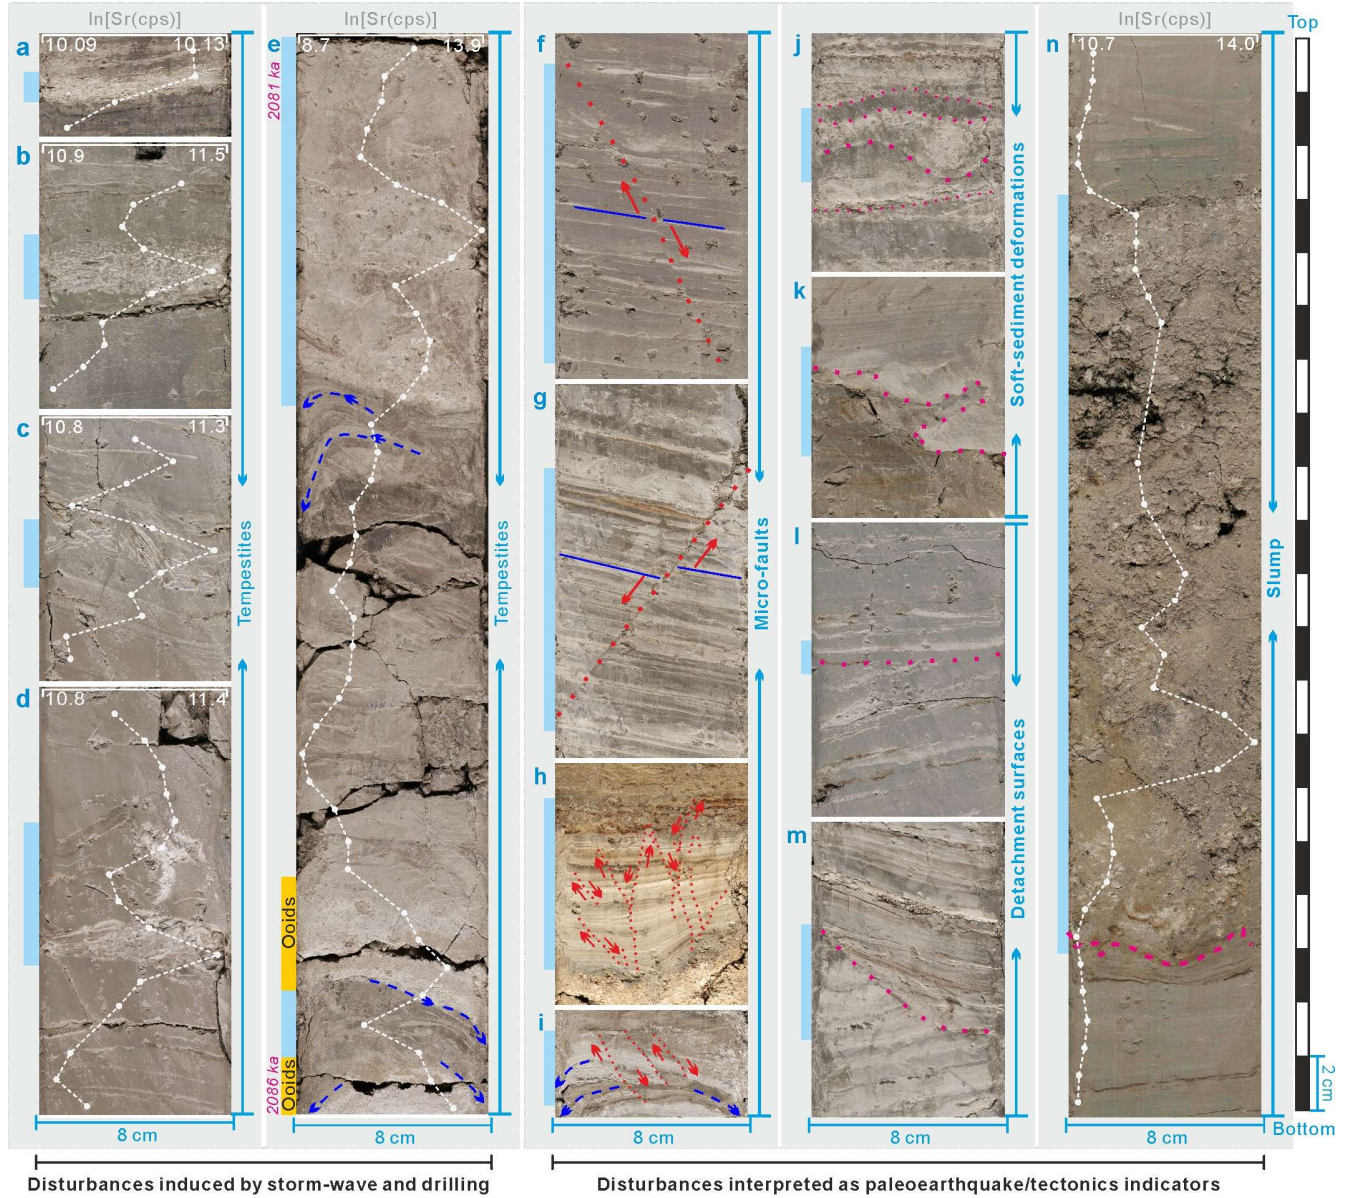 ln[Sr(cps)]
ln[Sr(cps)]
ln[Sr(cps)]
Top
a
10.09
10.13
b
10.9
11.5
c
10.8
11.3
d
10.8
11.4
Tempestites
8 cm
e
8.7
13.9
2081 ka
Ooids
Ooids
2086 ka
Tempestites
8 cm
f
g
h
i
Micro-faults
8 cm
j
k
l
m
Soft-sediment deformations
Detachment surfaces
8 cm
n
10.7
14.0
Slump
8 cm
2 cm
Bottom
Disturbances induced by storm-wave and drilling
Disturbances interpreted as paleoearthquake/tectonics indicators